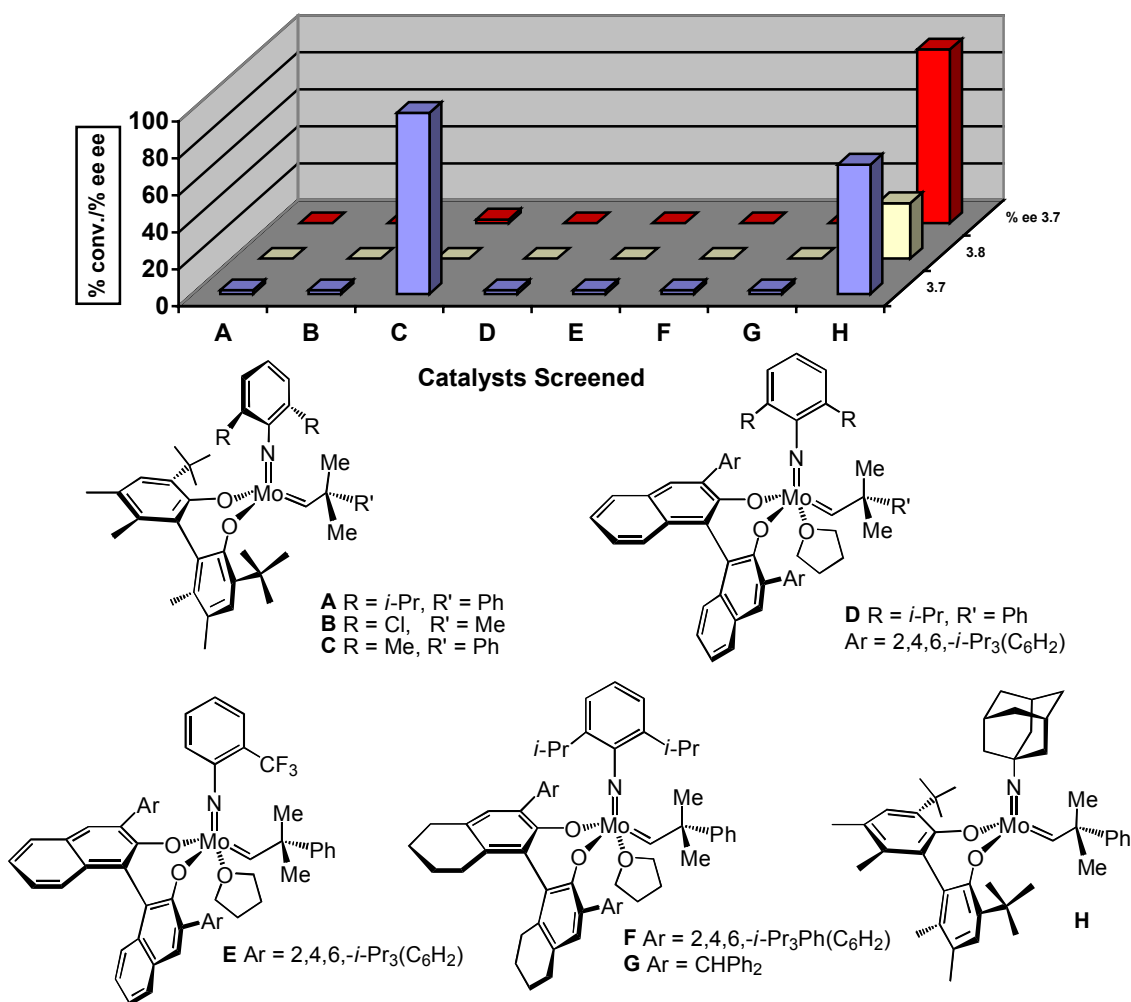 % conv./% ee ee
100
80
60
40
20
0
A B C D E F G H
% ee 3.7
3.8
3.7
Catalysts Screened
R R
N
Me
Mo R'
O
O Me
A R = i-Pr, R' = Ph
B R = Cl, R' = Me
C R = Me, R' = Ph
R R
N
Ar Me
O Mo R'
O O Me
Ar
D R = i-Pr, R' = Ph
Ar = 2,4,6,-i-Pr3(C6H2)
CF3
N
Ar Me
O Mo Ph
O O Me
Ar
E Ar = 2,4,6,-i-Pr3(C6H2)
i-Pr i-Pr
N
Ar Me
O Mo Ph
O O Me
Ar
F Ar = 2,4,6,-i-Pr3Ph(C6H2)
G Ar = CHPh2
N
Me
O Mo Ph
O Me
H